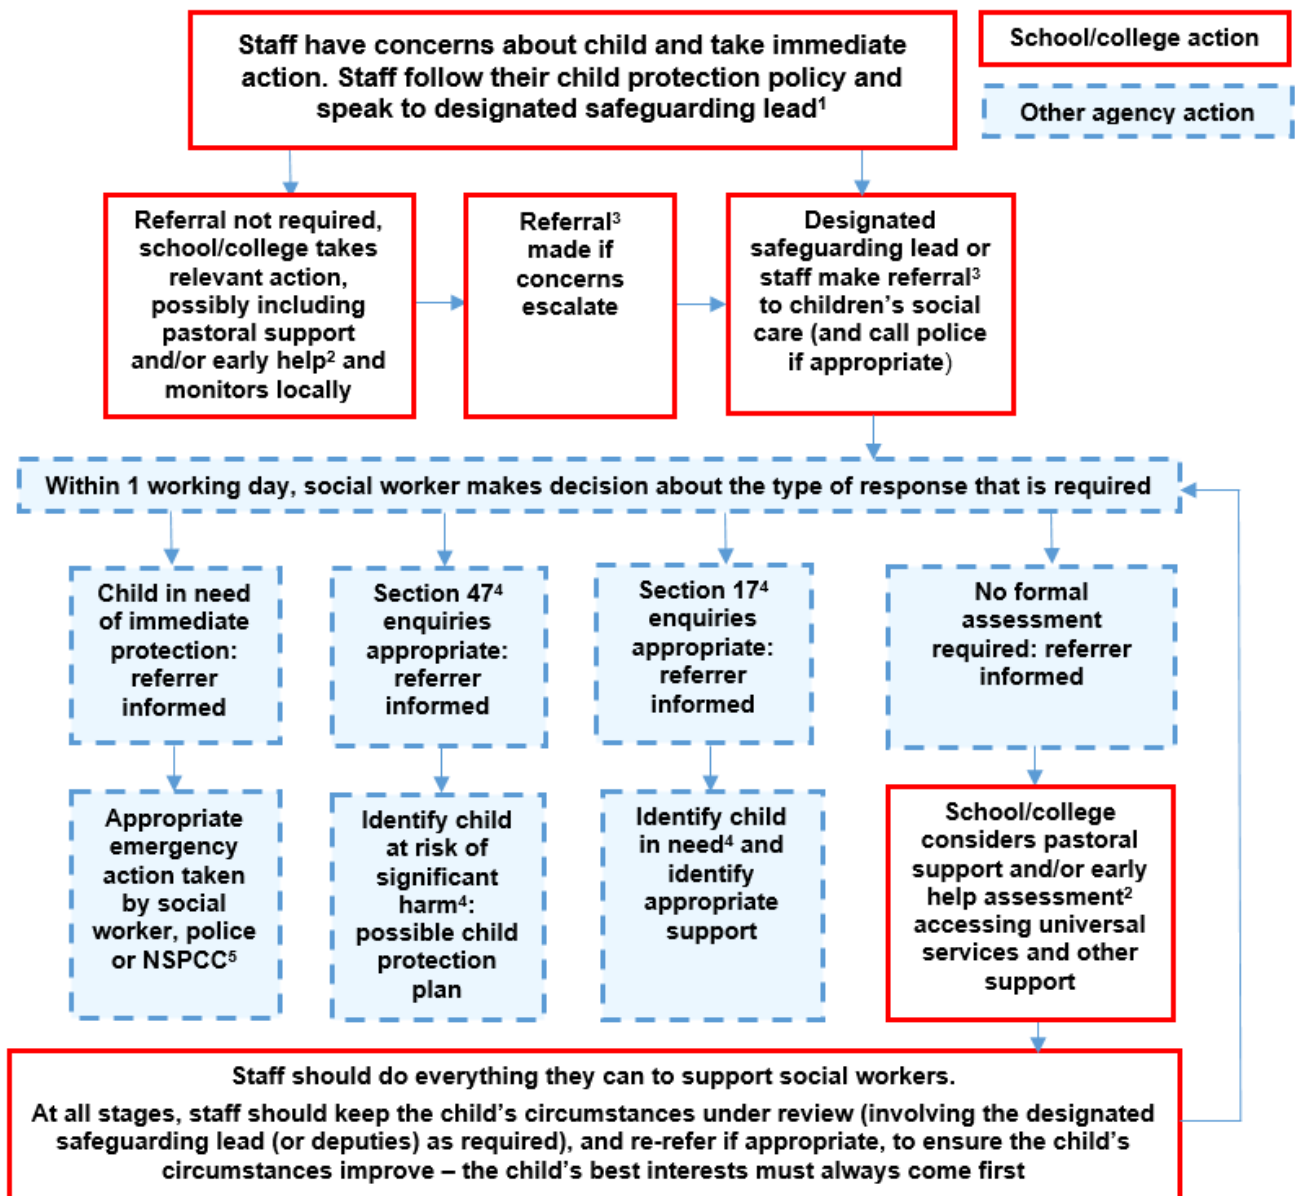 Staff have concerns about child and take immediate
action. Staff follow their child protection policy and
speak to designated safeguarding lead¹
School/college action
Other agency action
Referral not required,
school/college takes
relevant action,
possibly including
pastoral support
and/or early help² and
monitors locally
Referral³
made if
concerns
escalate
Designated
safeguarding lead or
staff make referral³
to children’s social
care (and call police
if appropriate)
Within 1 working day, social worker makes decision about the type of response that is required
Child in need
of immediate
protection:
referrer
informed
Section 47⁴
enquiries
appropriate:
referrer
informed
Section 17⁴
enquiries
appropriate:
referrer
informed
No formal
assessment
required: referrer
informed
Appropriate
emergency
action taken
by social
worker, police
or NSPCC⁵
Identify child
at risk of
significant
harm⁴:
possible child
protection
plan
Identify child
in need⁴ and
identify
appropriate
support
School/college
considers pastoral
support and/or early
help assessment²
accessing universal
services and other
support
Staff should do everything they can to support social workers.
At all stages, staff should keep the child’s circumstances under review (involving the designated
safeguarding lead (or deputies) as required), and re-refer if appropriate, to ensure the child’s
circumstances improve – the child’s best interests must always come first